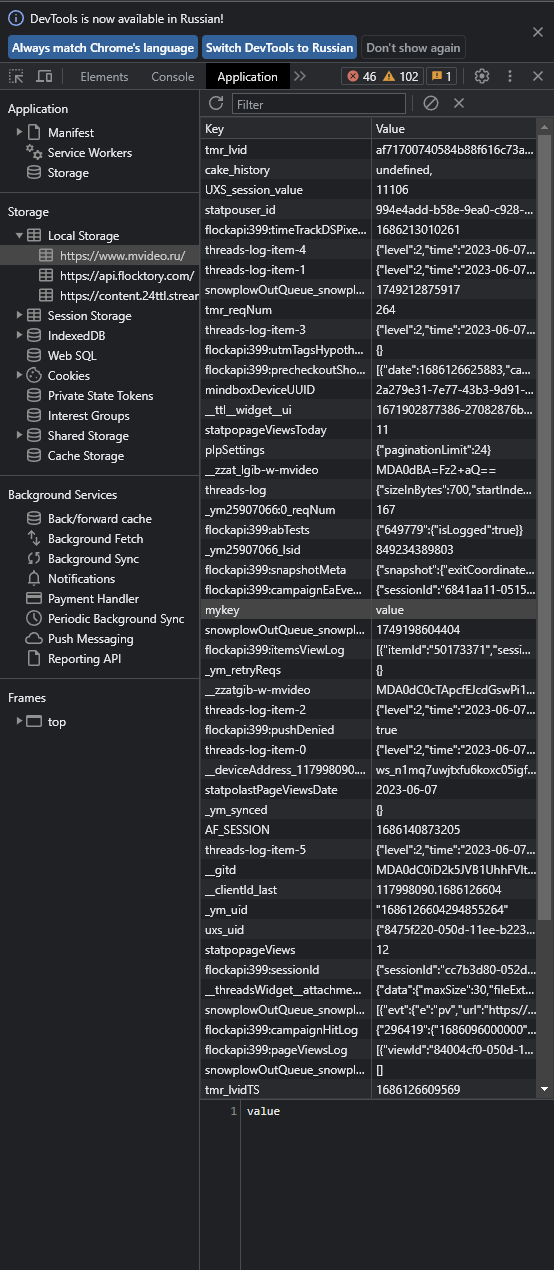 DevTools is now available in Russian!
Always match Chrome's language Switch DevTools to Russian Don't show again
Elements Console Application 46 102 1
Application
Manifest
Service Workers
Storage
Storage
Local Storage
https://www.mvideo.ru/
https://api.flocktory.com/
https://content.24ttl.strean
Session Storage
IndexedDB
Web SQL
Cookies
Private State Tokens
Interest Groups
Shared Storage
Cache Storage
Background Services
Back/forward cache
Background Fetch
Background Sync
Notifications
Payment Handler
Periodic Background Sync
Push Messaging
Reporting API
Frames
top
Filter
Key Value
tmr_lvid af71700740584b88f616c73a...
cake_history undefined,
UXS_session_value 11106
statpouser_id 994e4add-b58e-9ea0-c928-...
flockapi:399:timeTrackDSPixe... 1686213010261
threads-log-item-4 {"level":2,"time":"2023-06-07...
threads-log-item-1 {"level":2,"time":"2023-06-07...
snowplowOutQueue_snowpl... 1749212875917
tmr_reqNum 264
threads-log-item-3 {"level":2,"time":"2023-06-07...
flockapi:399:utmTagsHypoth... {}
flockapi:399:precheckoutSho... [{"date":1686126625883,"ca...
mindboxDeviceUUID 2a279e31-7e77-43b3-9d91-...
__ttl__widget__ui 1671902877386-27082876b...
statpopageViewsToday 11
plpSettings {"paginationLimit":24}
__zzat_lgib-w-mvideo MDA0dBA=Fz2+aQ==
threads-log {"sizeInBytes":700,"startInde...
_ym25907066:0_reqNum 167
flockapi:399:abTests {"649779":{"isLogged":true}}
_ym25907066_lsid 849234389803
flockapi:399:snapshotMeta {"snapshot":{"exitCoordinate...
flockapi:399:campaignEaEve... {"sessionId":"6841aa11-0515...
mykey value
snowplowOutQueue_snowpl... 1749198604404
flockapi:399:itemsViewLog [{"itemId":"50173371","sessi...
_ym_retryReqs {}
__zzatgib-w-mvideo MDA0dC0cTApcfEJcdGswPi1...
threads-log-item-2 {"level":2,"time":"2023-06-07...
flockapi:399:pushDenied true
threads-log-item-0 {"level":2,"time":"2023-06-07...
__deviceAddress_117998090.... ws_n1mq7uwjtxfu6koxc05igf...
statpolastPageViewsDate 2023-06-07
_ym_synced {}
AF_SESSION 1686140873205
threads-log-item-5 {"level":2,"time":"2023-06-07...
__gitd MDA0dC0iD2k5JVB1UhhFVIt...
__clientId_last 117998090.1686126604
_ym_uid "1686126604294855264"
uxs_uid {"8475f220-050d-11ee-b223...
statpopageViews 12
flockapi:399:sessionId {"sessionId":"cc7b3d80-052d...
__threadsWidget__attachme... {"data":{"maxSize":30,"fileExt...
snowplowOutQueue_snowpl... [{"evt":{"e":"pv","url":"https://...
flockapi:399:campaignHitLog {"296419":{"1686096000000"...
flockapi:399:pageViewsLog [{"viewId":"84004cf0-050d-1...
snowplowOutQueue_snowpl... []
tmr_lvidTS 1686126609569
1 value